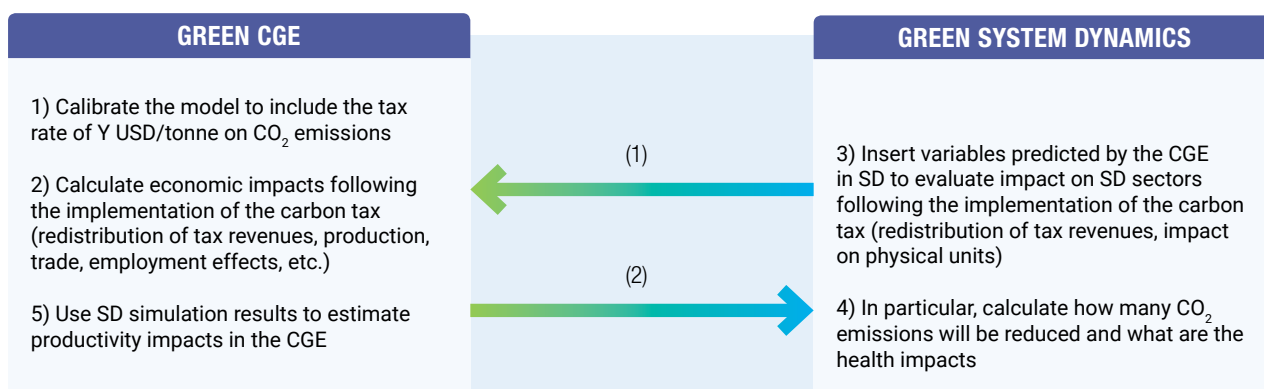 GREEN CGE
1) Calibrate the model to include the tax
rate of Y USD/tonne on CO₂ emissions
2) Calculate economic impacts following
the implementation of the carbon tax
(redistribution of tax revenues, production,
trade, employment effects, etc.)
5) Use SD simulation results to estimate
productivity impacts in the CGE
(1)
(2)
GREEN SYSTEM DYNAMICS
3) Insert variables predicted by the CGE
in SD to evaluate impact on SD sectors
following the implementation of the carbon
tax (redistribution of tax revenues, impact
on physical units)
4) In particular, calculate how many CO₂
emissions will be reduced and what are the
health impacts